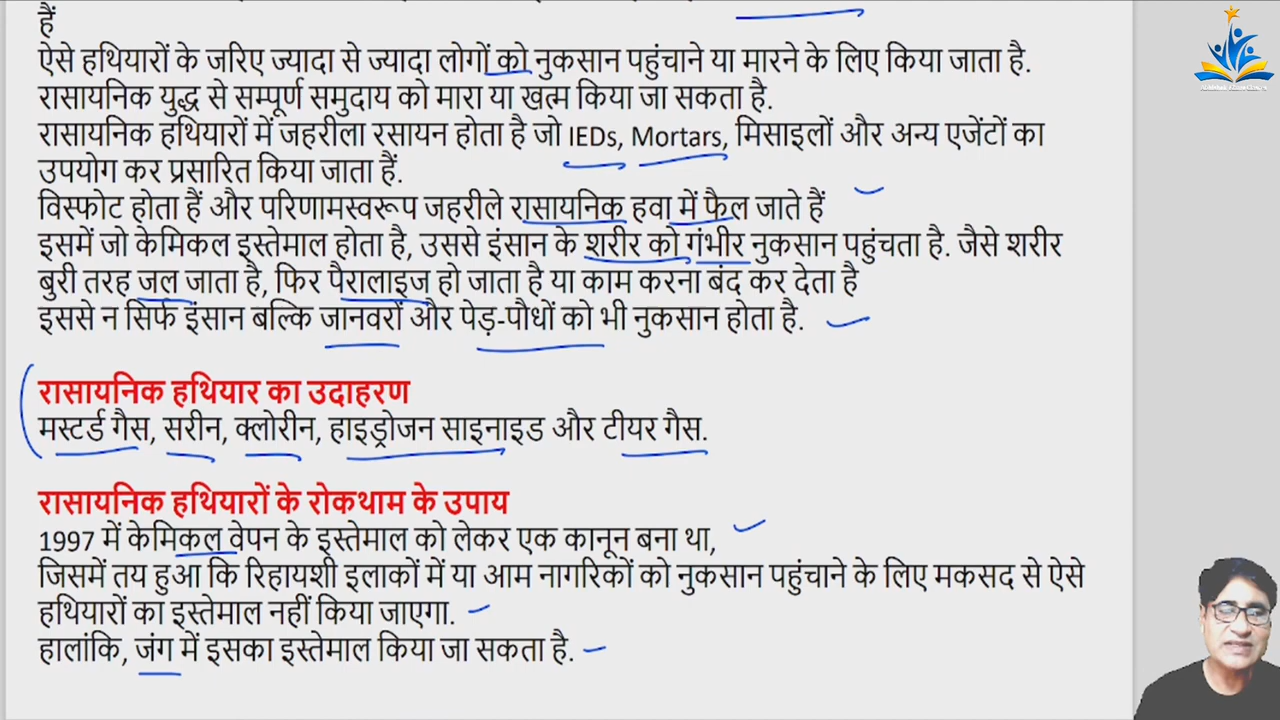 हैं
ऐसे हथियारों के जरिए ज्यादा से ज्यादा लोगों को नुकसान पहुंचाने या मारने के लिए किया जाता है.
रासायनिक युद्ध से सम्पूर्ण समुदाय को मारा या खत्म किया जा सकता है.
रासायनिक हथियारों में जहरीला रसायन होता है जो IEDs, Mortars, मिसाइलों और अन्य एजेंटों का
उपयोग कर प्रसारित किया जाता हैं.
विस्फोट होता हैं और परिणामस्वरूप जहरीले रासायनिक हवा में फैल जाते हैं
इसमें जो केमिकल इस्तेमाल होता है, उससे इंसान के शरीर को गंभीर नुकसान पहुंचता है. जैसे शरीर
बुरी तरह जल जाता है, फिर पैरालाइज हो जाता है या काम करना बंद कर देता है
इससे न सिर्फ इंसान बल्कि जानवरों और पेड़-पौधों को भी नुकसान होता है.
रासायनिक हथियार का उदाहरण
मस्टर्ड गैस, सरीन, क्लोरीन, हाइड्रोजन साइनाइड और टीयर गैस.
रासायनिक हथियारों के रोकथाम के उपाय
1997 में केमिकल वेपन के इस्तेमाल को लेकर एक कानून बना था,
जिसमें तय हुआ कि रिहायशी इलाकों में या आम नागरिकों को नुकसान पहुंचाने के लिए मकसद से ऐसे
हथियारों का इस्तेमाल नहीं किया जाएगा.
हालांकि, जंग में इसका इस्तेमाल किया जा सकता है.